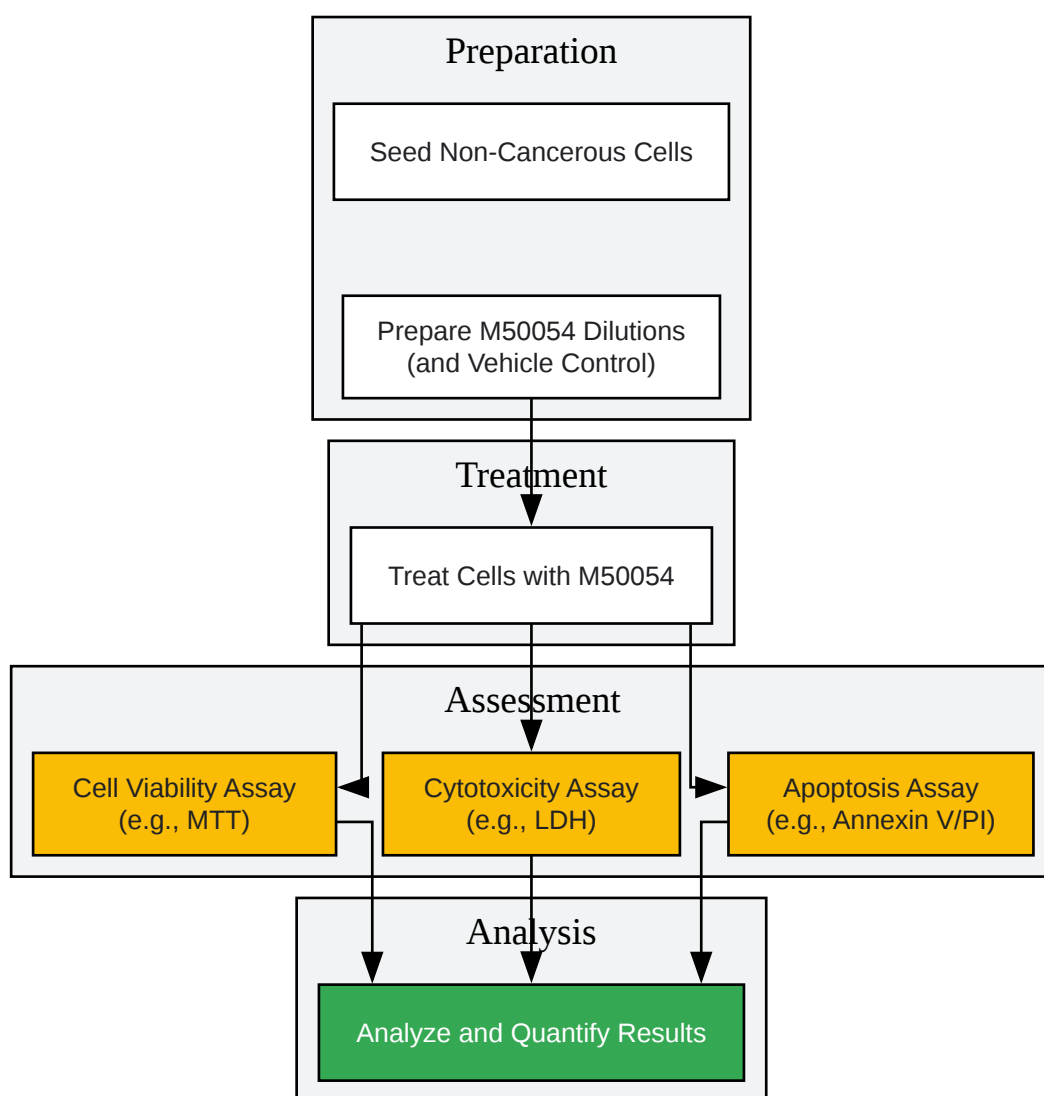 Preparation
Seed Non-Cancerous Cells
Prepare M50054 Dilutions
(and Vehicle Control)
Treatment
Treat Cells with M50054
Assessment
Cell Viability Assay
(e.g., MTT)
Cytotoxicity Assay
(e.g., LDH)
Apoptosis Assay
(e.g., Annexin V/PI)
Analysis
Analyze and Quantify Results